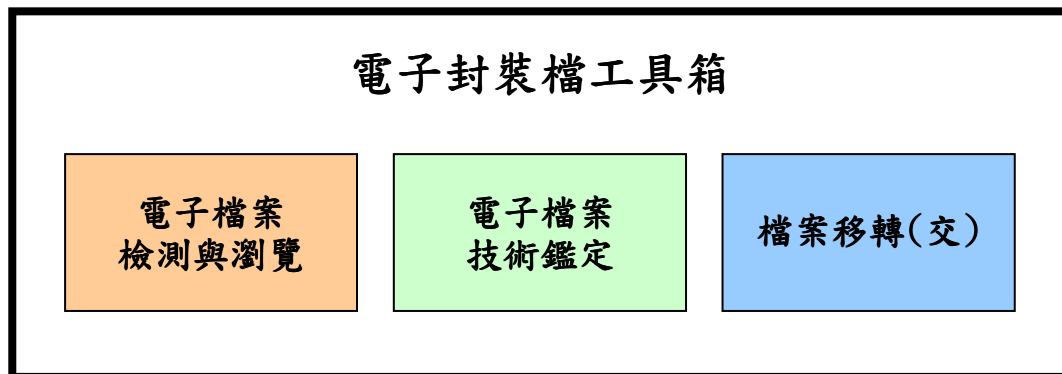 電子封裝檔工具箱
電子檔案
檢測與瀏覽
電子檔案
技術鑑定
檔案移轉(交)